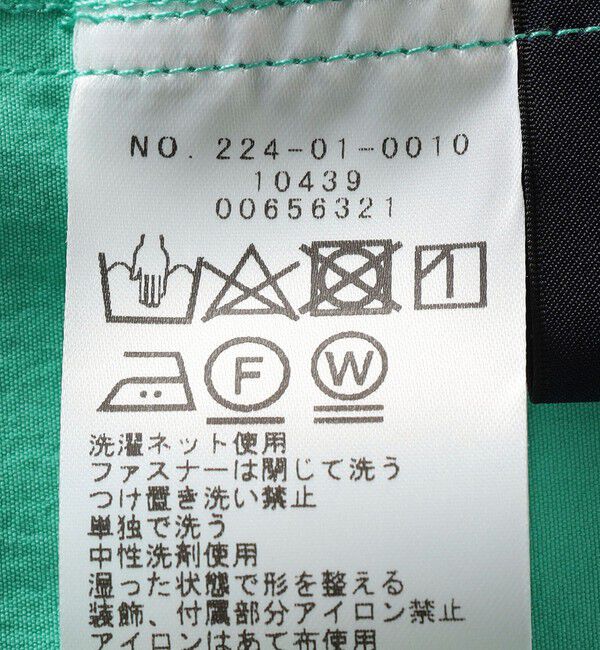 NO. 224-01-0010
10439
00656321
F W
洗濯ネット使用
ファスナーは閉じて洗う
つけ置き洗い禁止
単独で洗う
中性洗剤使用
湿った状態で形を整える
装飾、付属部分アイロン禁止
アイロンはあて布使用